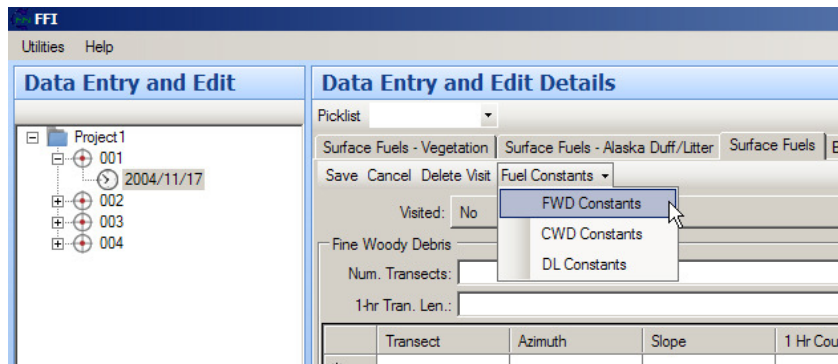 FFI
Utilities Help
Data Entry and Edit
Data Entry and Edit Details
Picklist
Project1
001
2004/11/17
002
003
004
Surface Fuels - Vegetation Surface Fuels - Alaska Duff/Litter Surface Fuels
Save Cancel Delete Visit Fuel Constants
FWD Constants
CWD Constants
DL Constants
Visited: No
Fine Woody Debris
Num. Transects:
1-hr Tran. Len.:
Transect Azimuth Slope 1 Hr Cou